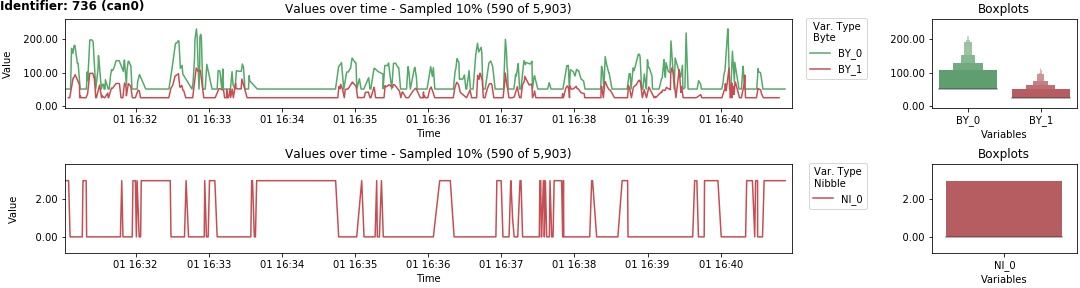 Identifier: 736 (can0)
Values over time - Sampled 10% (590 of 5,903)
Value
200.00
100.00
0.00
01 16:32 01 16:33 01 16:34 01 16:35 01 16:36 01 16:37 01 16:38 01 16:39 01 16:40
Time
Var. Type
Byte
BY_0
BY_1
Boxplots
200.00
100.00
0.00
BY_0 BY_1
Variables
Values over time - Sampled 10% (590 of 5,903)
Value
2.00
0.00
01 16:32 01 16:33 01 16:34 01 16:35 01 16:36 01 16:37 01 16:38 01 16:39 01 16:40
Time
Var. Type
Nibble
NI_0
Boxplots
2.00
0.00
NI_0
Variables